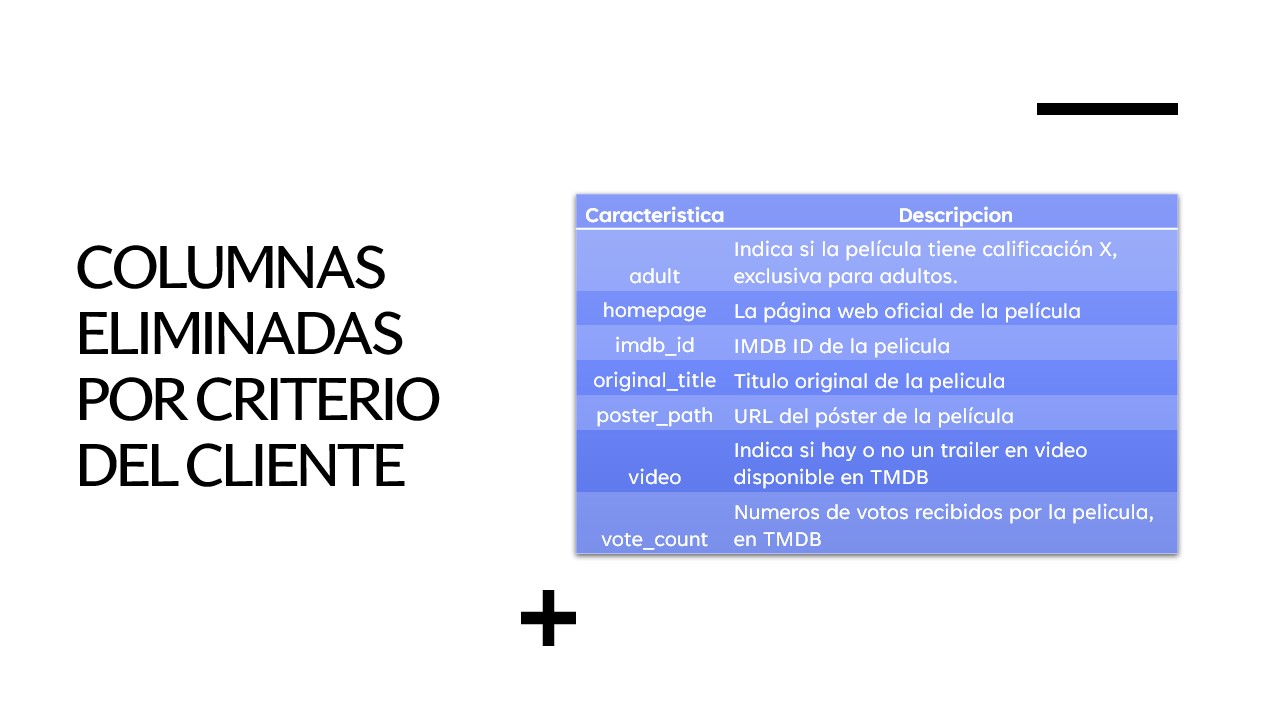 COLUMNAS
ELIMINADAS
POR CRITERIO
DEL CLIENTE
Caracteristica Descripcion
adult Indica si la película tiene calificación X,
exclusiva para adultos.
homepage La página web oficial de la película
imdb_id IMDB ID de la pelicula
original_title Titulo original de la pelicula
poster_path URL del póster de la película
video Indica si hay o no un trailer en video
disponible en TMDB
vote_count Numeros de votos recibidos por la pelicula,
en TMDB